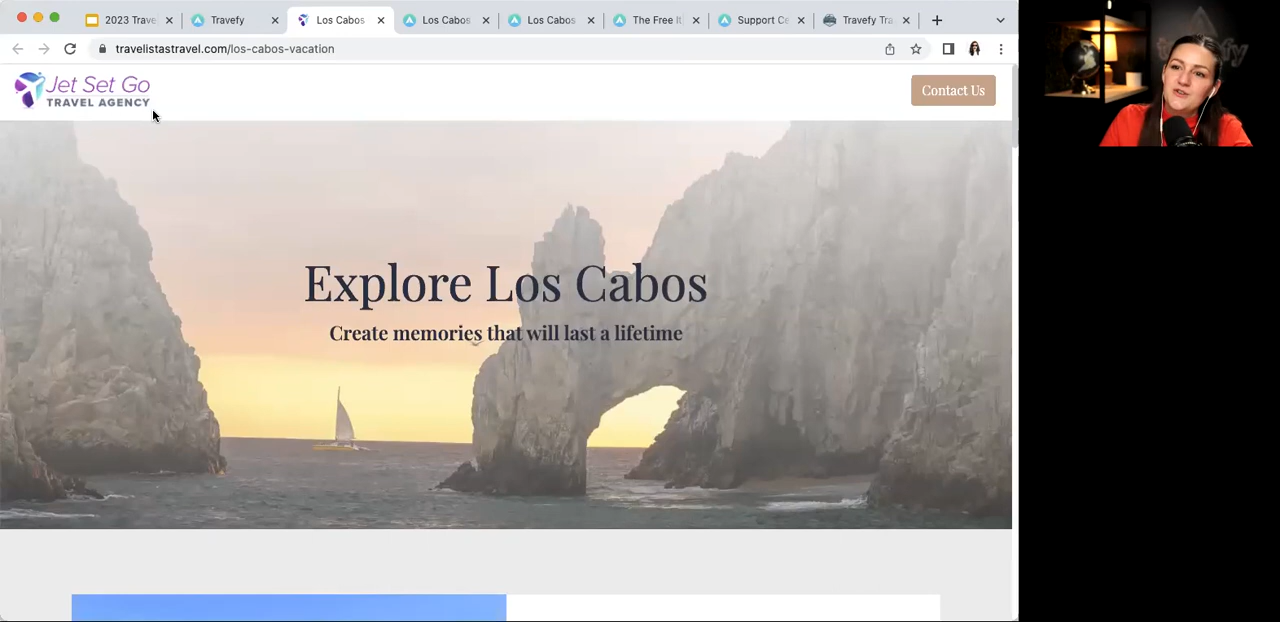 2023 Trave
Travefy
Los Cabos
Los Cabos
Los Cabos
The Free It
Support Ce
Travefy Tra
travelistastravel.com/los-cabos-vacation
Jet Set Go
TRAVEL AGENCY
Contact Us
Explore Los Cabos
Create memories that will last a lifetime